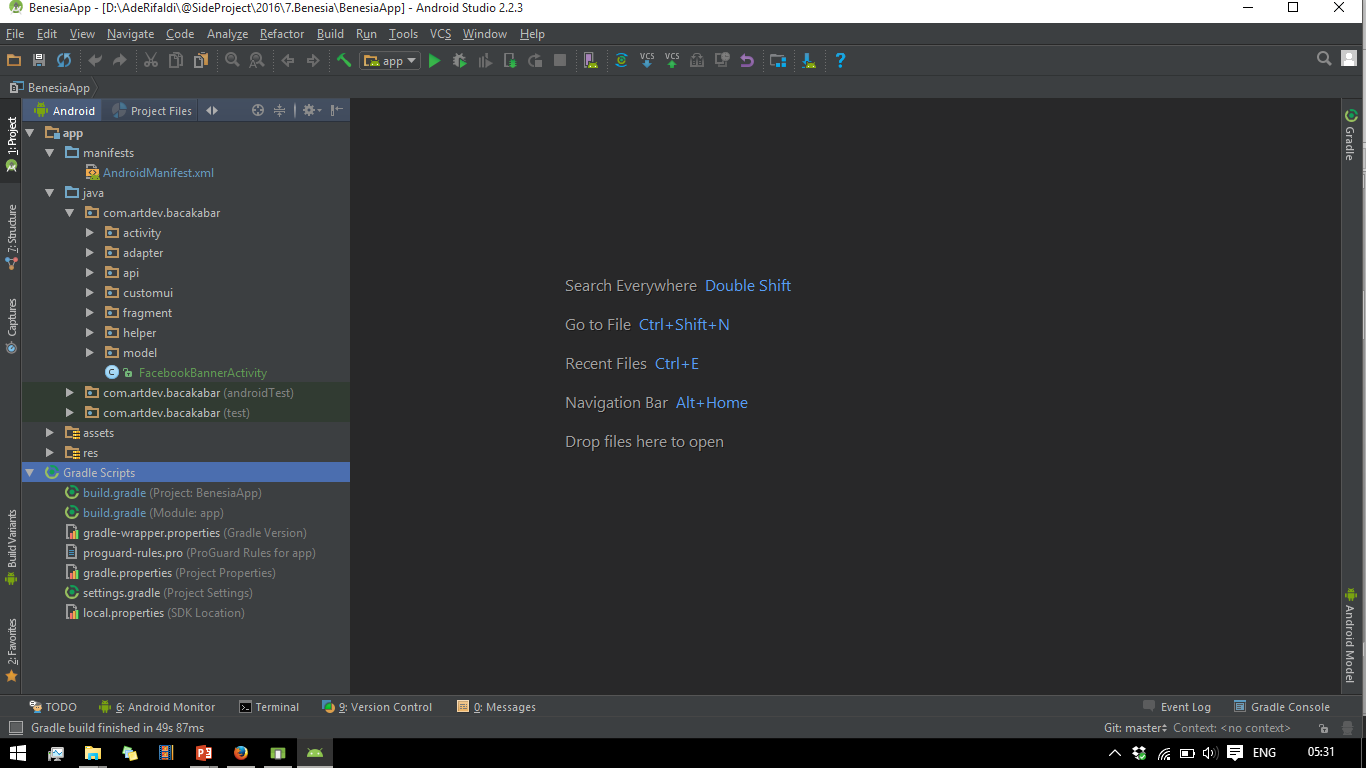 BenesiaApp - [D:\AdeRifaldi\@SideProject\2016\7.Benesia\BenesiaApp] - Android Studio 2.2.3
File Edit View Navigate Code Analyze Refactor Build Run Tools VCS Window Help
app VCS VCS ?
BenesiaApp
Android Project Files
1: Project
7: Structure
Captures
Build Variants
2: Favorites
app
manifests
AndroidManifest.xml
java
com.artdev.bacakabar
activity
adapter
api
customui
fragment
helper
model
FacebookBannerActivity
com.artdev.bacakabar (androidTest)
com.artdev.bacakabar (test)
assets
res
Gradle Scripts
build.gradle (Project: BenesiaApp)
build.gradle (Module: app)
gradle-wrapper.properties (Gradle Version)
proguard-rules.pro (ProGuard Rules for app)
gradle.properties (Project Properties)
settings.gradle (Project Settings)
local.properties (SDK Location)
Search Everywhere Double Shift
Go to File Ctrl+Shift+N
Recent Files Ctrl+E
Navigation Bar Alt+Home
Drop files here to open
Gradle
Android Model
TODO 6: Android Monitor Terminal 9: Version Control 0: Messages Event Log Gradle Console
Gradle build finished in 49s 87ms Git: master Context: <no context>
ENG 05:31